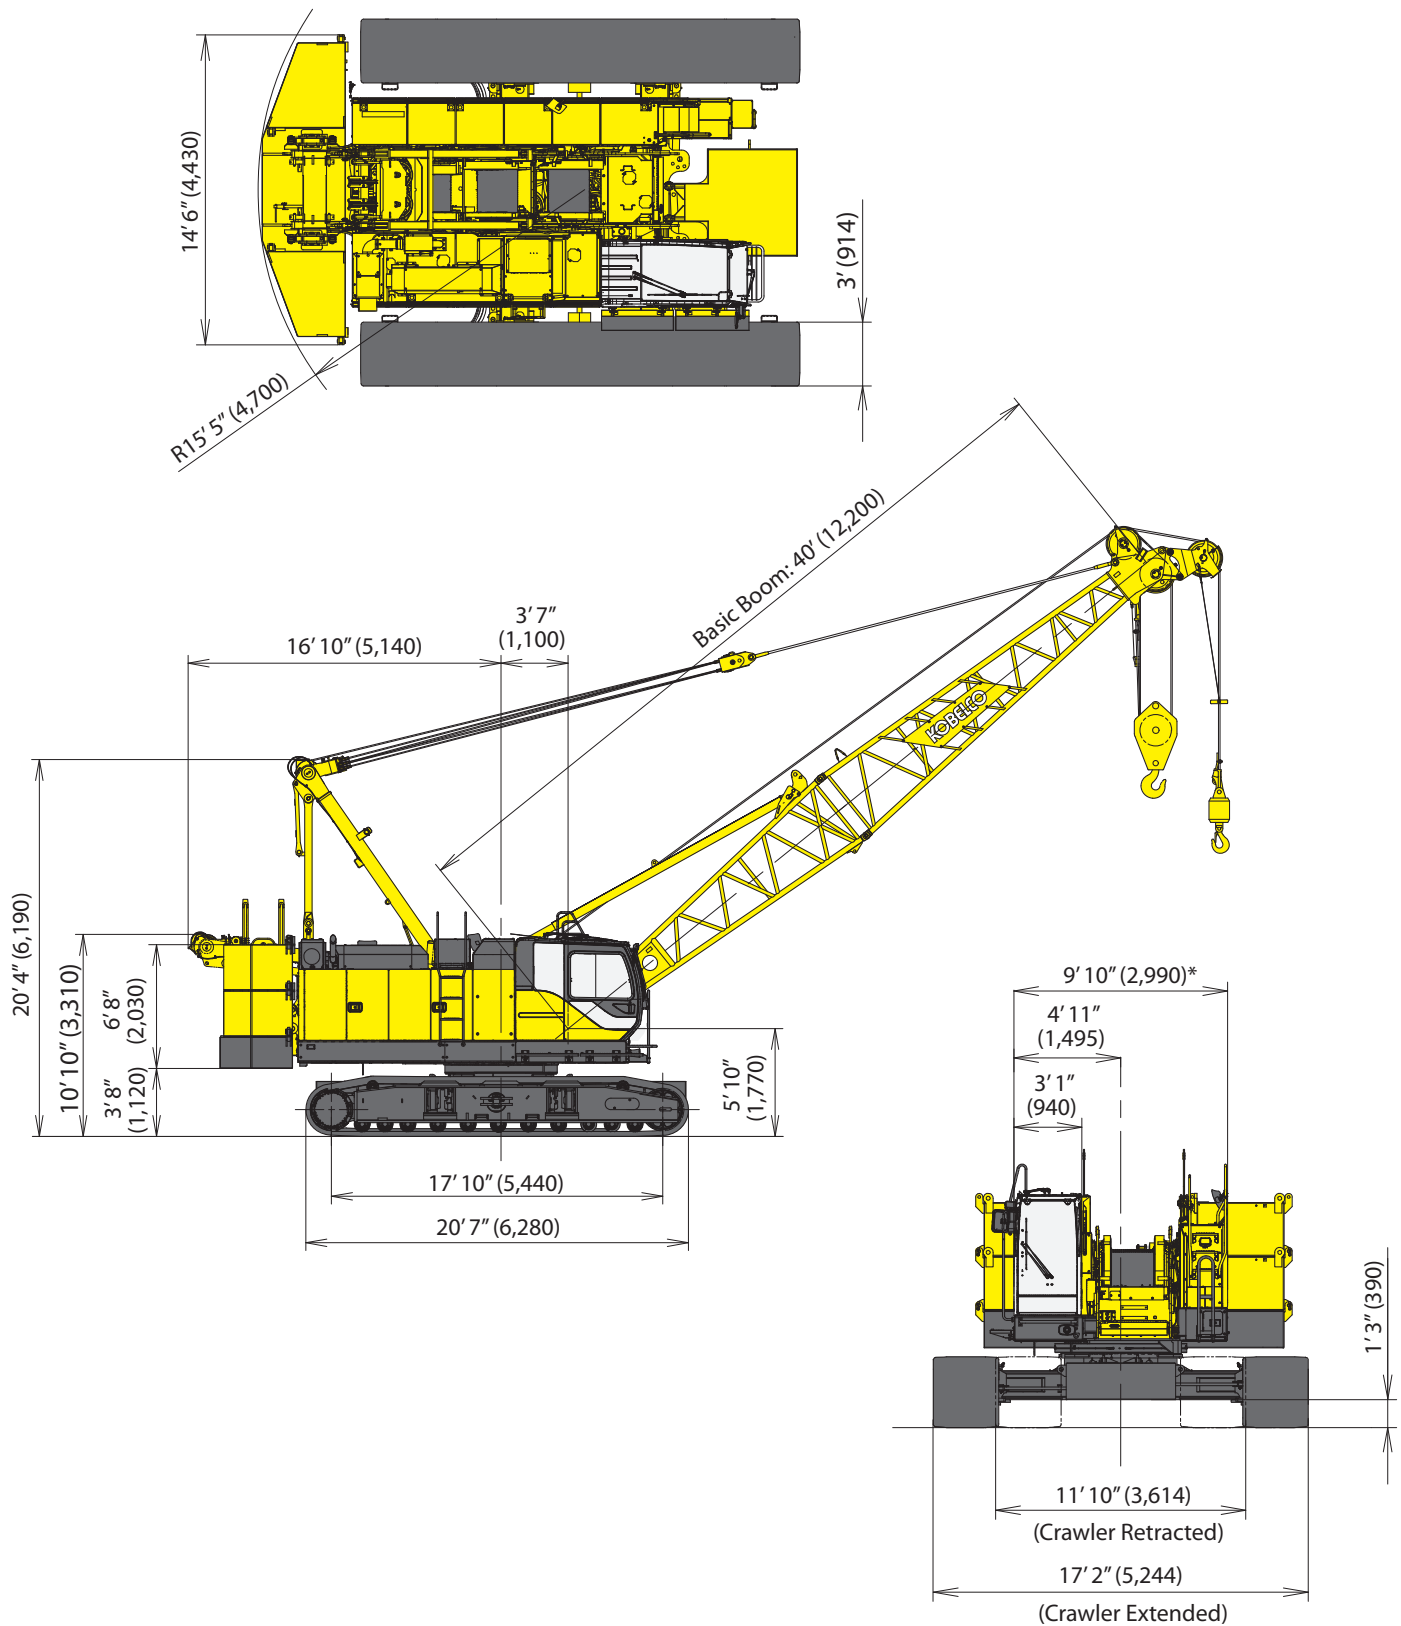 14' 6" (4,430)
3' (914)
R15' 5" (4,700)
Basic Boom: 40' (12,200)
3' 7"
(1,100)
16' 10" (5,140)
KOBELCO
20' 4" (6,190)
10' 10" (3,310)
6' 8"
(2,030)
3' 8"
(1,120)
5' 10"
(1,770)
17' 10" (5,440)
20' 7" (6,280)
9' 10" (2,990)*
4' 11"
(1,495)
3' 1"
(940)
1' 3" (390)
11' 10" (3,614)
(Crawler Retracted)
17' 2" (5,244)
(Crawler Extended)